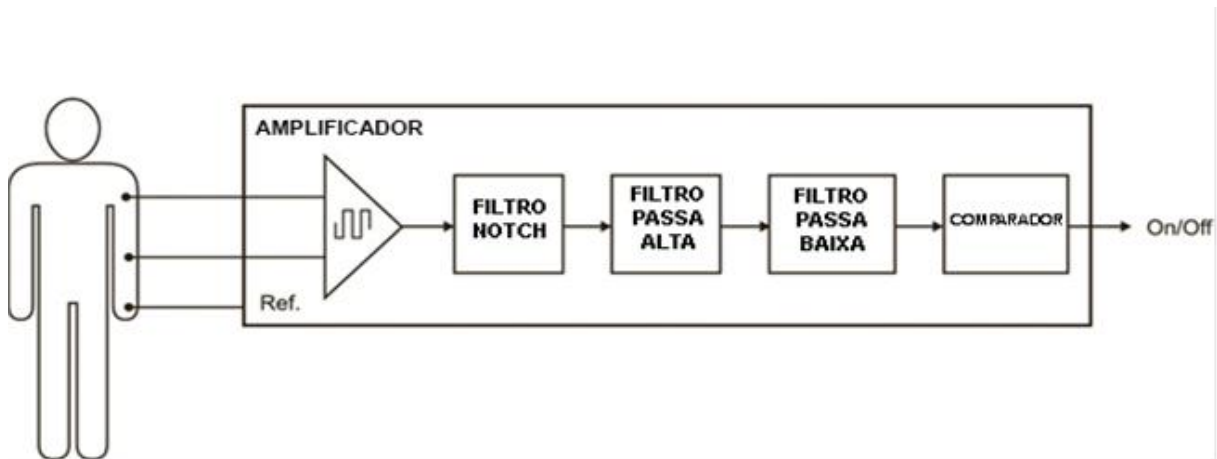 AMPLIFICADOR
FILTRO
NOTCH
FILTRO
PASSA
ALTA
FILTRO
PASSA
BAIXA
COMPARADOR
On/Off
Ref.